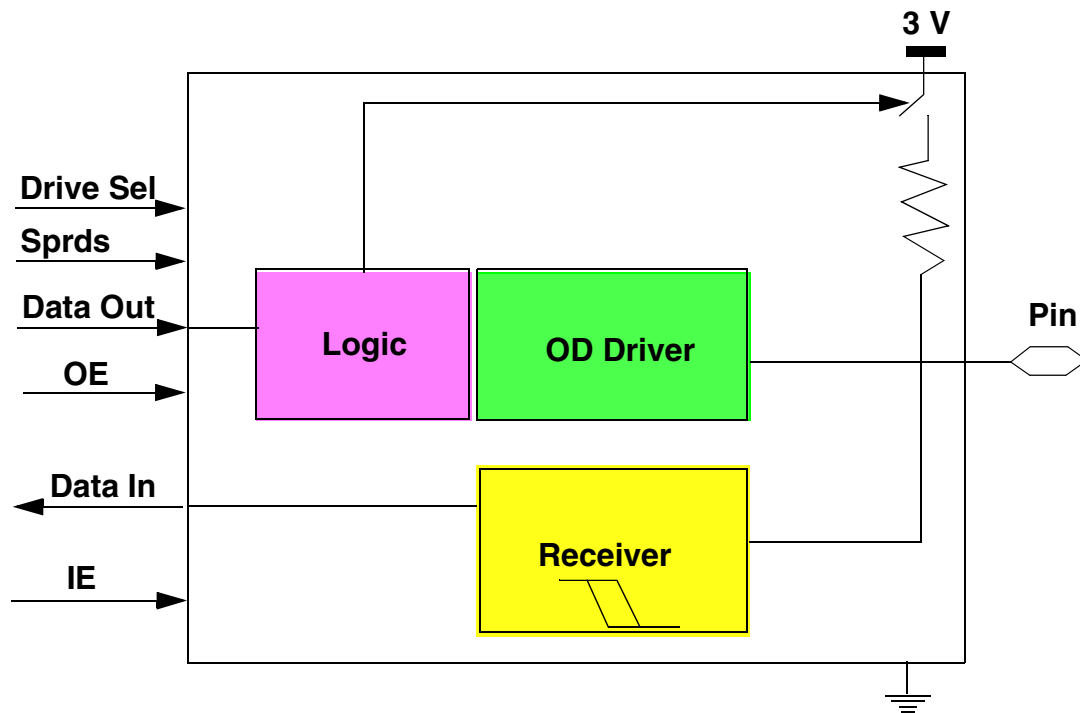 3 V
Drive Sel
Sprds
Data Out
OE
Logic
OD Driver
Pin
Data In
Receiver
IE